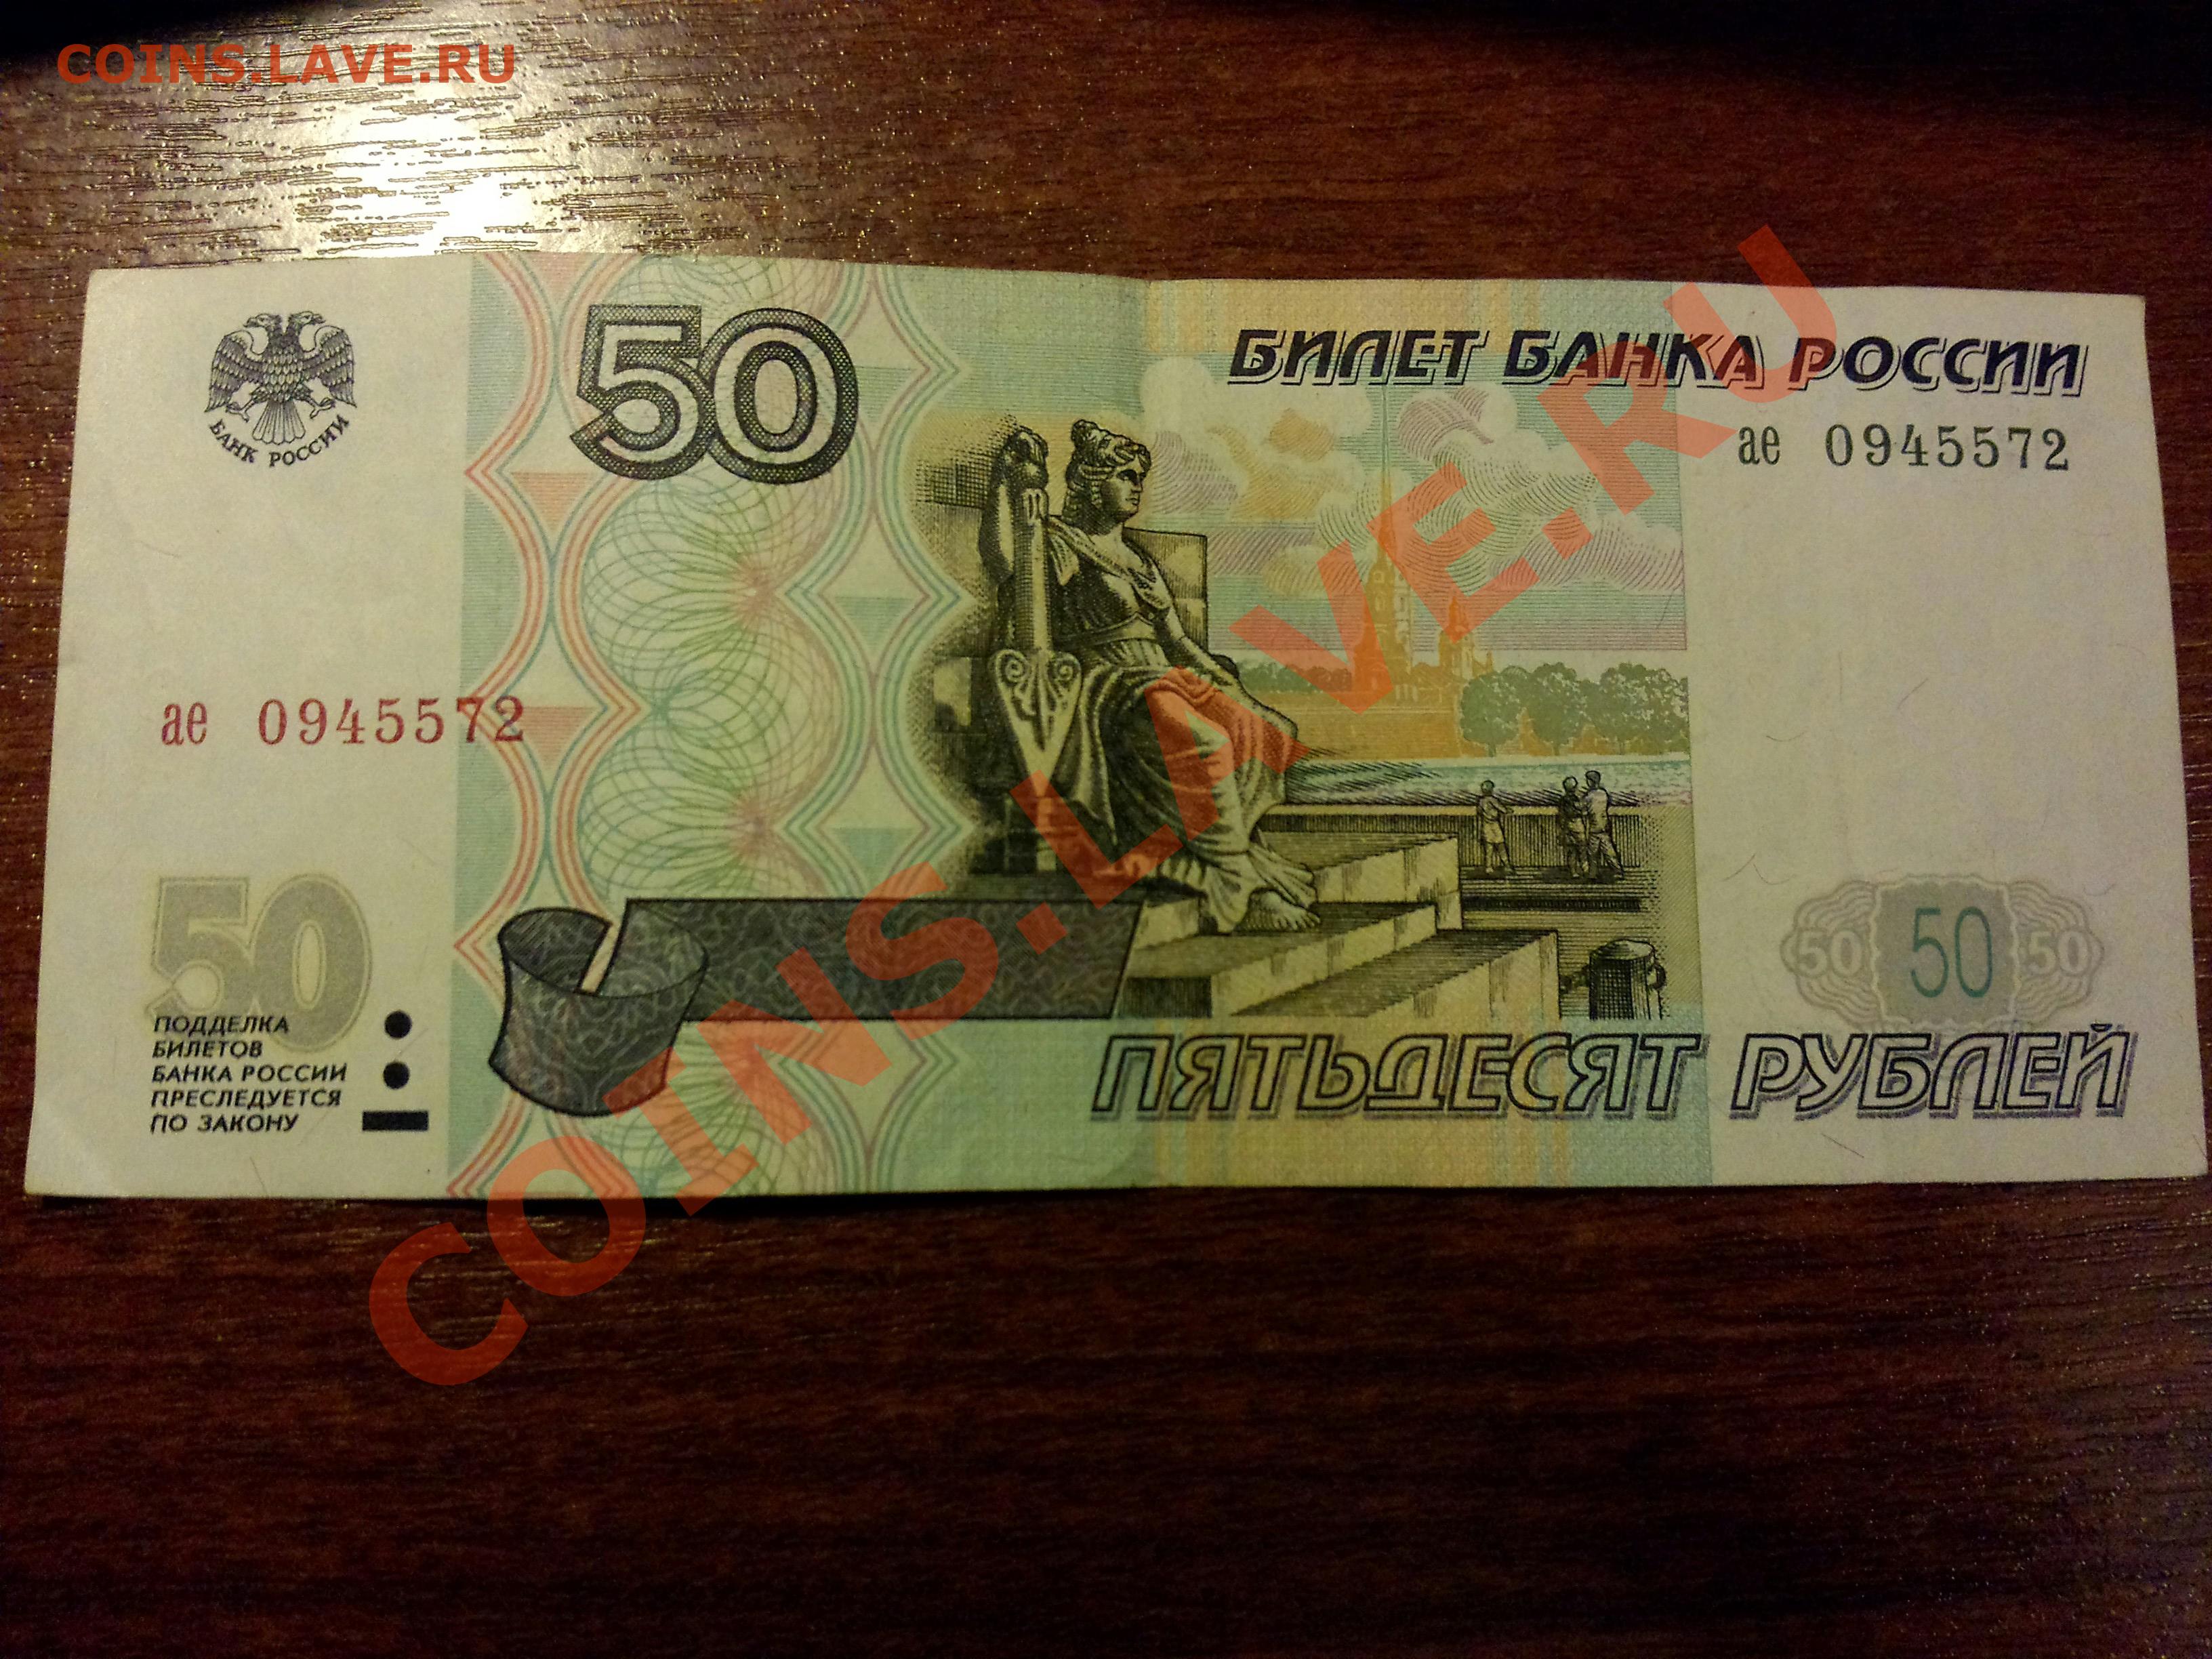 COINS.LAVE.RU
50
БИЛЕТ БАНКА РОССИИ
ае 0945572
БАНК РОССИИ
ае 0945572
50
50 50 50
ПОДДЕЛКА
БИЛЕТОВ
БАНКА РОССИИ
ПРЕСЛЕДУЕТСЯ
ПО ЗАКОНУ
ПЯТЬДЕСЯТ РУБЛЕЙ
COINS.LAVE.RU